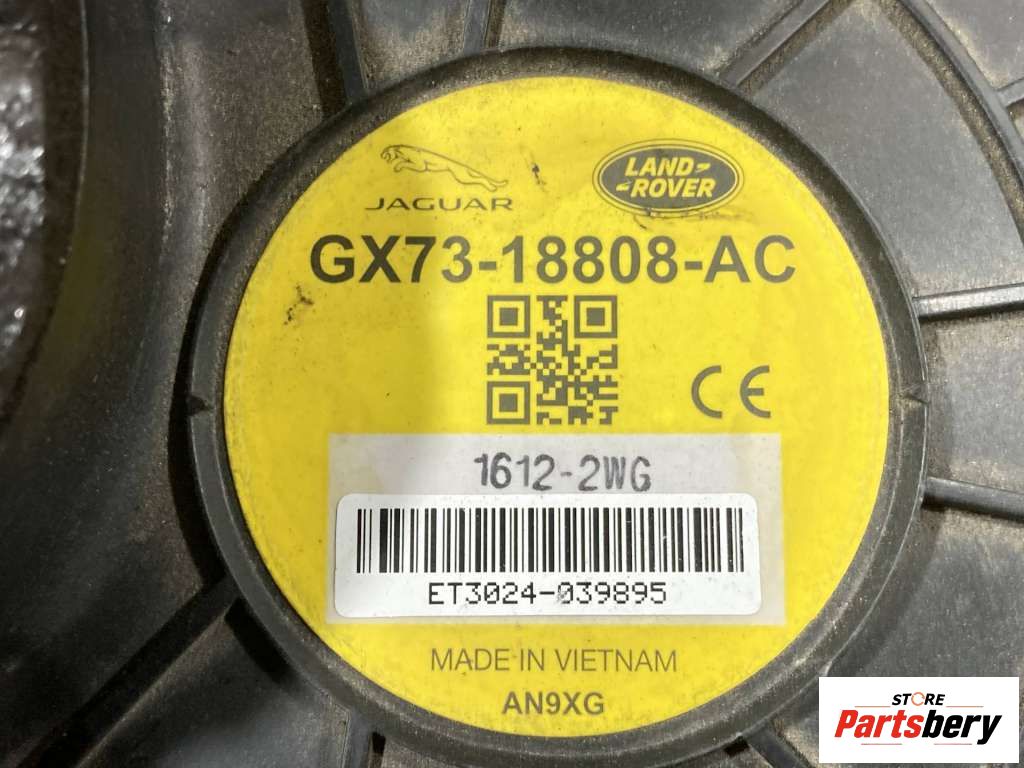 JAGUAR
LAND
ROVER
GX73-18808-AC
CE
1612-2WG
ET3024-039895
MADE IN VIETNAM
AN9XG
STORE
Partsbery